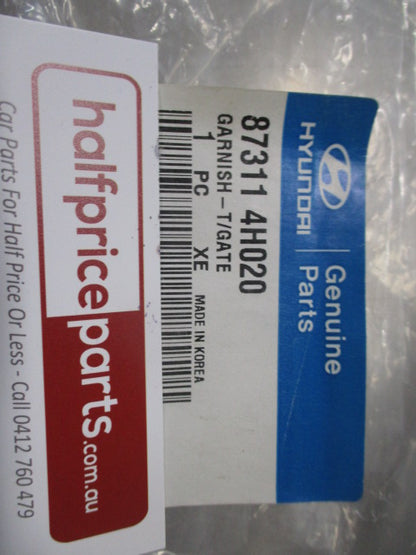 HYUNDAI
Genuine
Parts
87311 4H020
GARNISH-T/GATE
1 PC XE MADE IN KOREA
halfpriceparts.com.au
Car Parts For Half Price Or Less - Call 0412 760 479